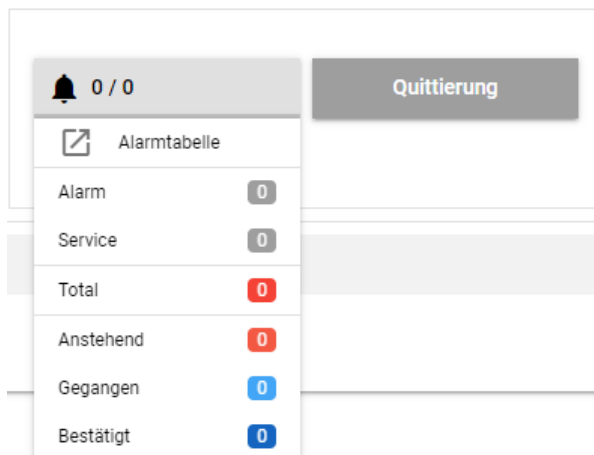 0 / 0 Quittierung
Alarmtabelle
Alarm 0
Service 0
Total 0
Anstehend 0
Gegangen 0
Bestätigt 0